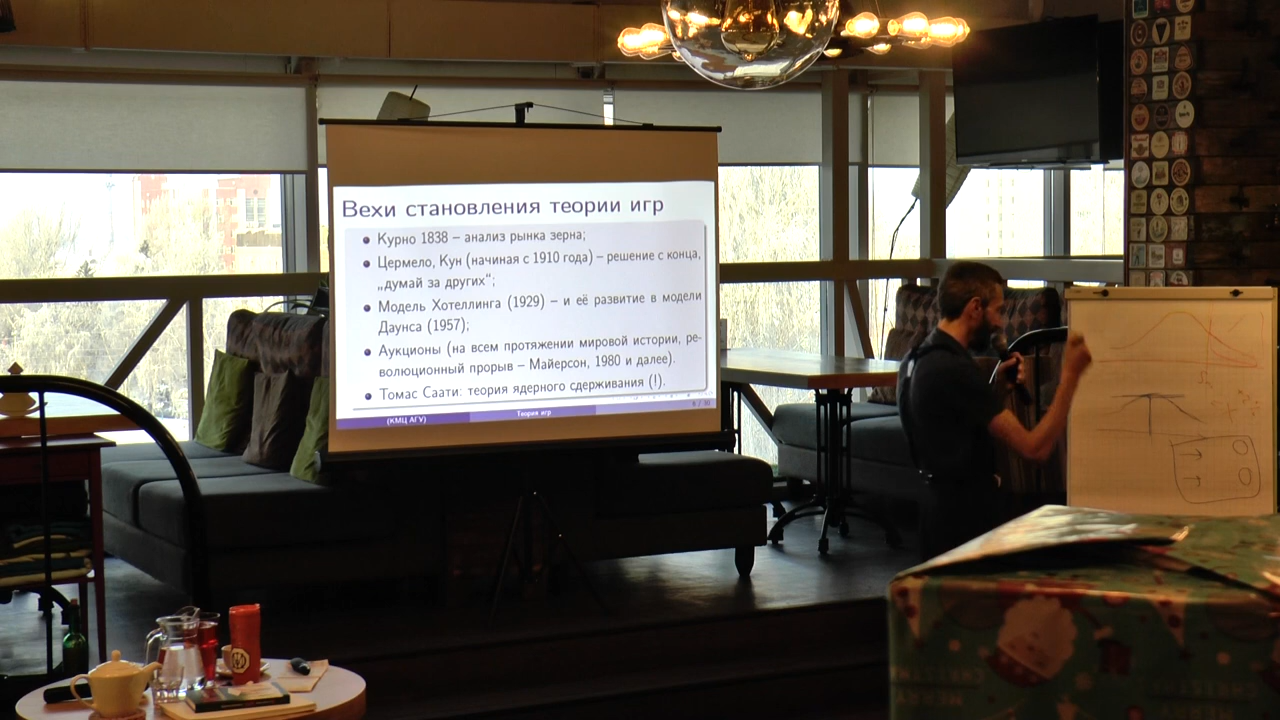 Вехи становления теории игр
Курно 1838 – анализ рынка зерна;
Цермело, Кун (начиная с 1910 года) – решение с конца,
„думай за других“;
Модель Хотеллинга (1929) – и её развитие в модели
Даунса (1957);
Аукционы (на всем протяжении мировой истории, ре-
волюционный прорыв – Майерсон, 1980 и далее).
Томас Саати: теория ядерного сдерживания (!).
(КМЦ АГУ)
Теория игр
CHRISTM
MERRY